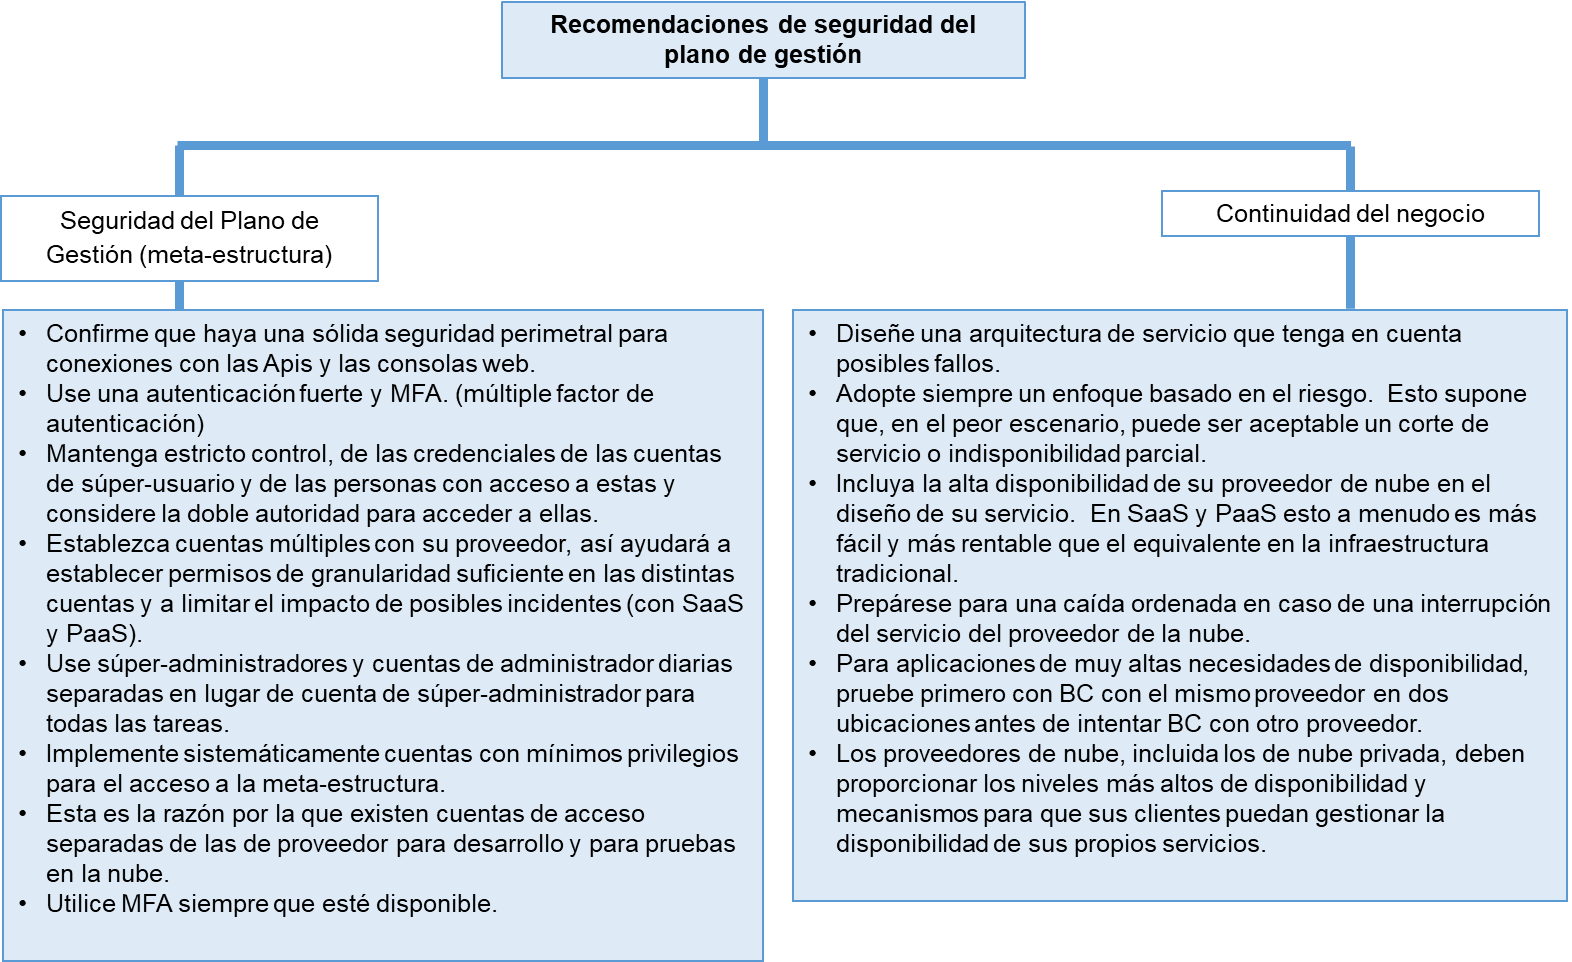 Recomendaciones de seguridad del
plano de gestión
Seguridad del Plano de
Gestión (meta-estructura)
Continuidad del negocio
• Confirme que haya una sólida seguridad perimetral para
conexiones con las Apis y las consolas web.
• Use una autenticación fuerte y MFA. (múltiple factor de
autenticación)
• Mantenga estricto control, de las credenciales de las cuentas
de súper-usuario y de las personas con acceso a estas y
considere la doble autoridad para acceder a ellas.
• Establezca cuentas múltiples con su proveedor, así ayudará a
establecer permisos de granularidad suficiente en las distintas
cuentas y a limitar el impacto de posibles incidentes (con SaaS
y PaaS).
• Use súper-administradores y cuentas de administrador diarias
separadas en lugar de cuenta de súper-administrador para
todas las tareas.
• Implemente sistemáticamente cuentas con mínimos privilegios
para el acceso a la meta-estructura.
• Esta es la razón por la que existen cuentas de acceso
separadas de las de proveedor para desarrollo y para pruebas
en la nube.
• Utilice MFA siempre que esté disponible.
• Diseñe una arquitectura de servicio que tenga en cuenta
posibles fallos.
• Adopte siempre un enfoque basado en el riesgo.  Esto supone
que, en el peor escenario, puede ser aceptable un corte de
servicio o indisponibilidad parcial.
• Incluya la alta disponibilidad de su proveedor de nube en el
diseño de su servicio.  En SaaS y PaaS esto a menudo es más
fácil y más rentable que el equivalente en la infraestructura
tradicional.
• Prepárese para una caída ordenada en caso de una interrupción
del servicio del proveedor de la nube.
• Para aplicaciones de muy altas necesidades de disponibilidad,
pruebe primero con BC con el mismo proveedor en dos
ubicaciones antes de intentar BC con otro proveedor.
• Los proveedores de nube, incluida los de nube privada, deben
proporcionar los niveles más altos de disponibilidad y
mecanismos para que sus clientes puedan gestionar la
disponibilidad de sus propios servicios.